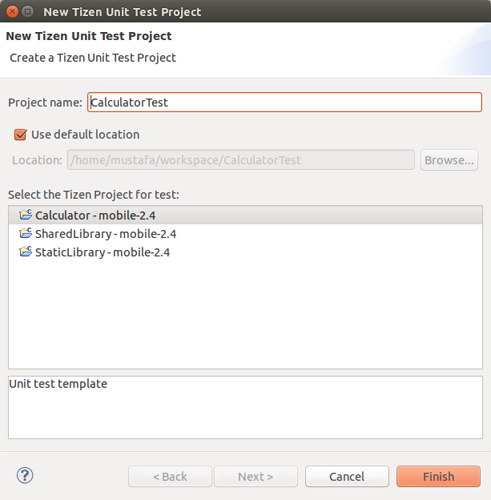 New Tizen Unit Test Project
New Tizen Unit Test Project
Create a Tizen Unit Test Project
Project name: CalculatorTest
Use default location
Location: /home/mustafa/workspace/CalculatorTest Browse...
Select the Tizen Project for test:
Calculator - mobile-2.4
SharedLibrary - mobile-2.4
StaticLibrary - mobile-2.4
Unit test template
? < Back Next > Cancel Finish